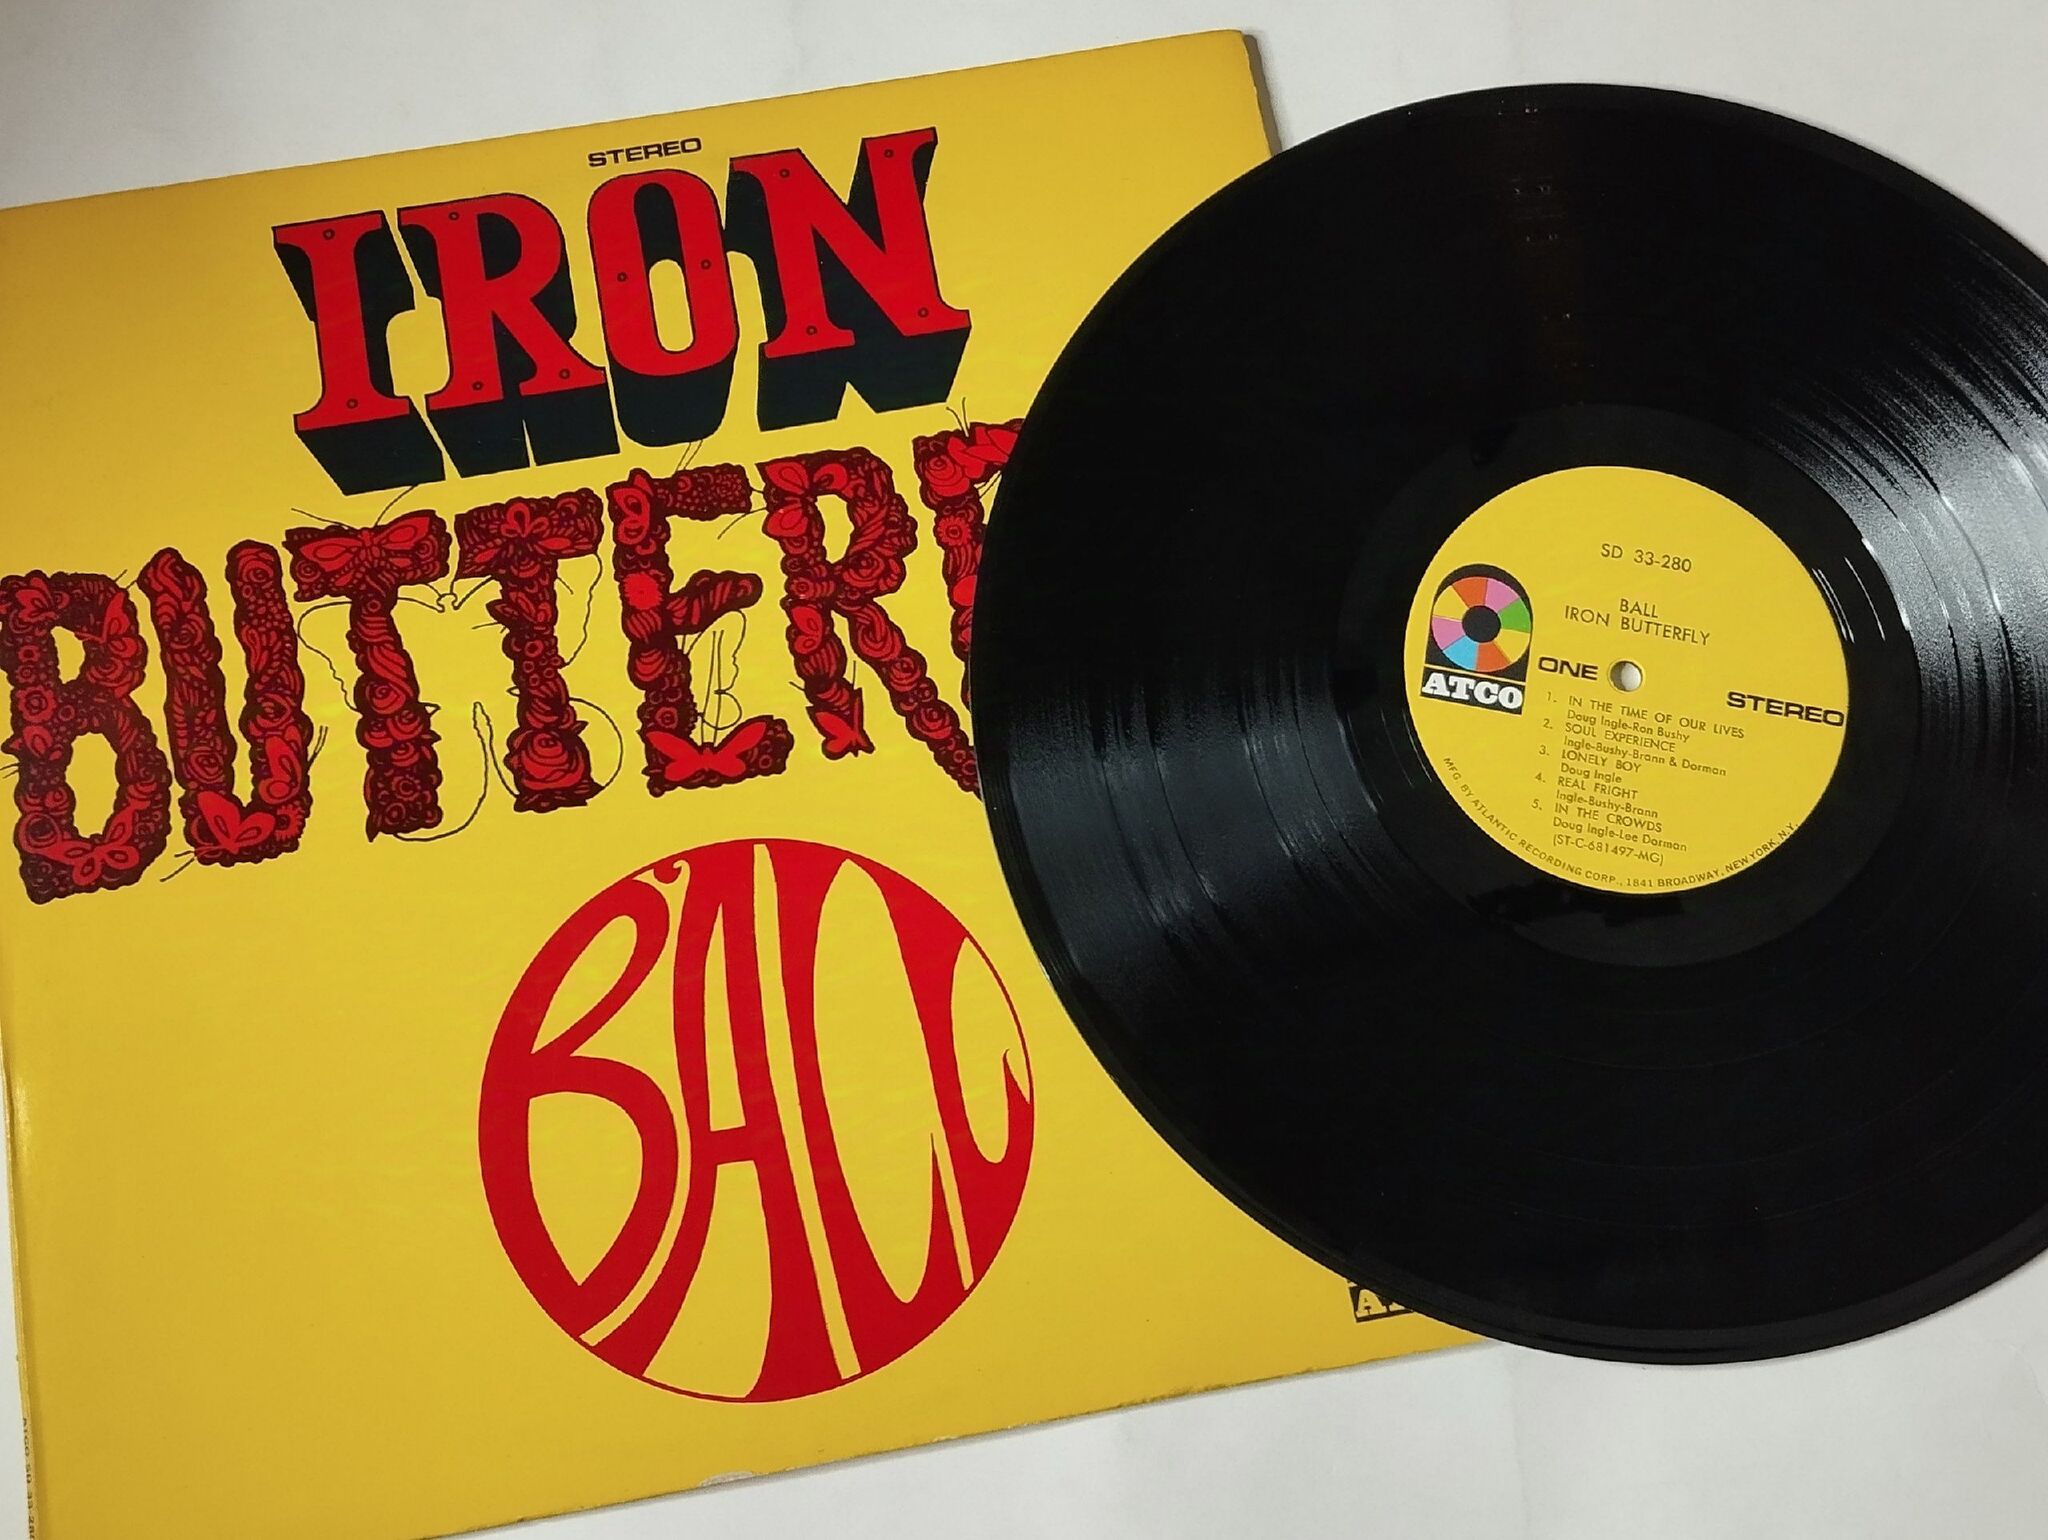 STEREO
IRON
BUTTERF
BALL
SD 33-280
BALL
IRON BUTTERFLY
ATCO
ONE
STEREO
1. IN THE TIME OF OUR LIVES
Doug Ingle-Ron Bushy
2. SOUL EXPERIENCE
Ingle-Bushy-Brann & Dorman
3. LONELY BOY
Doug Ingle
4. REAL FRIGHT
Ingle-Bushy-Brann
5. IN THE CROWDS
Doug Ingle-Lee Dorman
(ST-C-681497-MG)
MFG. BY ATLANTIC RECORDING CORP., 1841 BROADWAY, NEW YORK, N.Y.